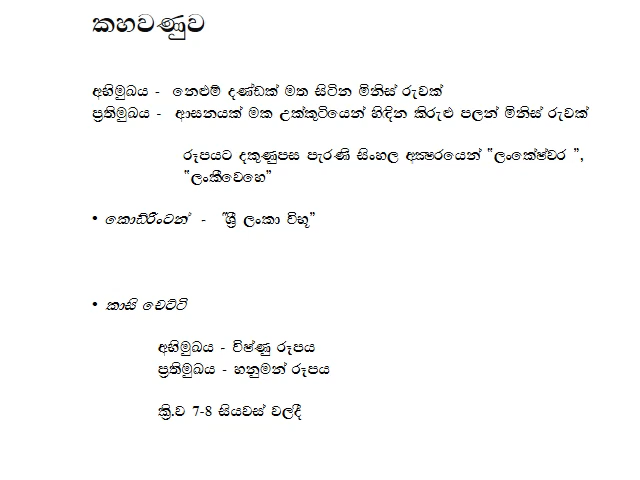 කහවණුව
අභිමුඛය - නෙළුම් දණ්ඩක් මත සිටින මිනිස් රුවක්
ප්‍රතිමුඛය - ආසනයක් මක උක්කුටියෙන් හිඳින කිරුළු පලන් මිනිස් රුවක්
රූපයට දකුණුපස පැරණි සිංහල අක්‍ෂරයෙන් “ලංකේෂ්වර ”,
“ලංකීවෙහෙ”
• කොඩ්රින්ටන් - “ශ්‍රී ලංකා විභූ”
• කාසි චෙට්ටි
අභිමුඛය - විෂ්ණු රූපය
ප්‍රතිමුඛය - හනුමන් රූපය
ක්‍රි.ව 7-8 සියවස් වලදී